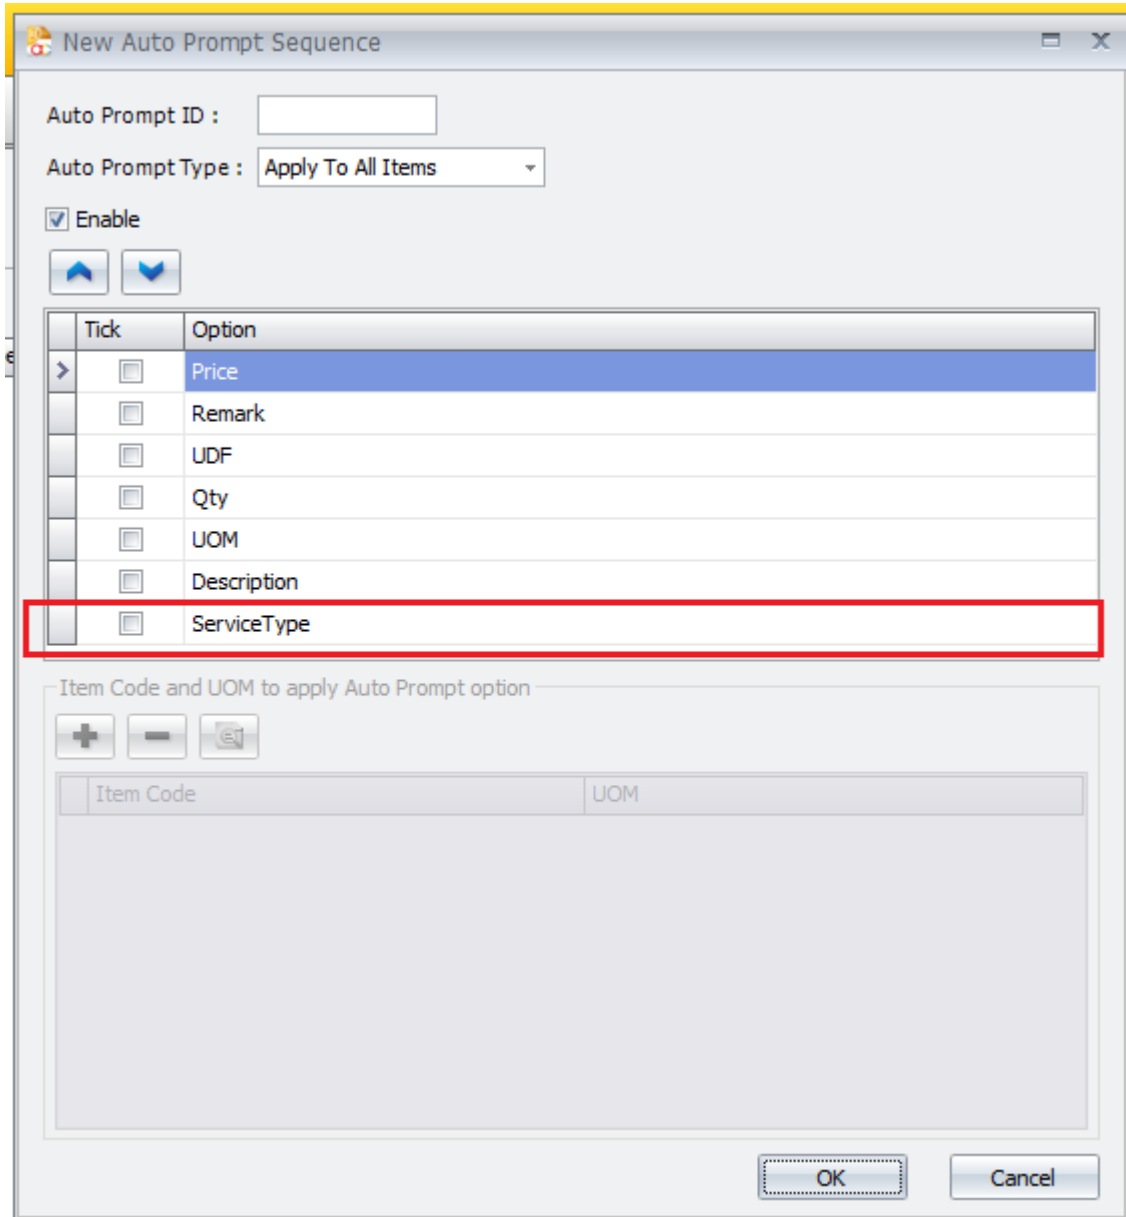 New Auto Prompt Sequence
Auto Prompt ID :
Auto Prompt Type : Apply To All Items
Enable
Tick Option
Price
Remark
UDF
Qty
UOM
Description
ServiceType
Item Code and UOM to apply Auto Prompt option
Item Code UOM
OK Cancel